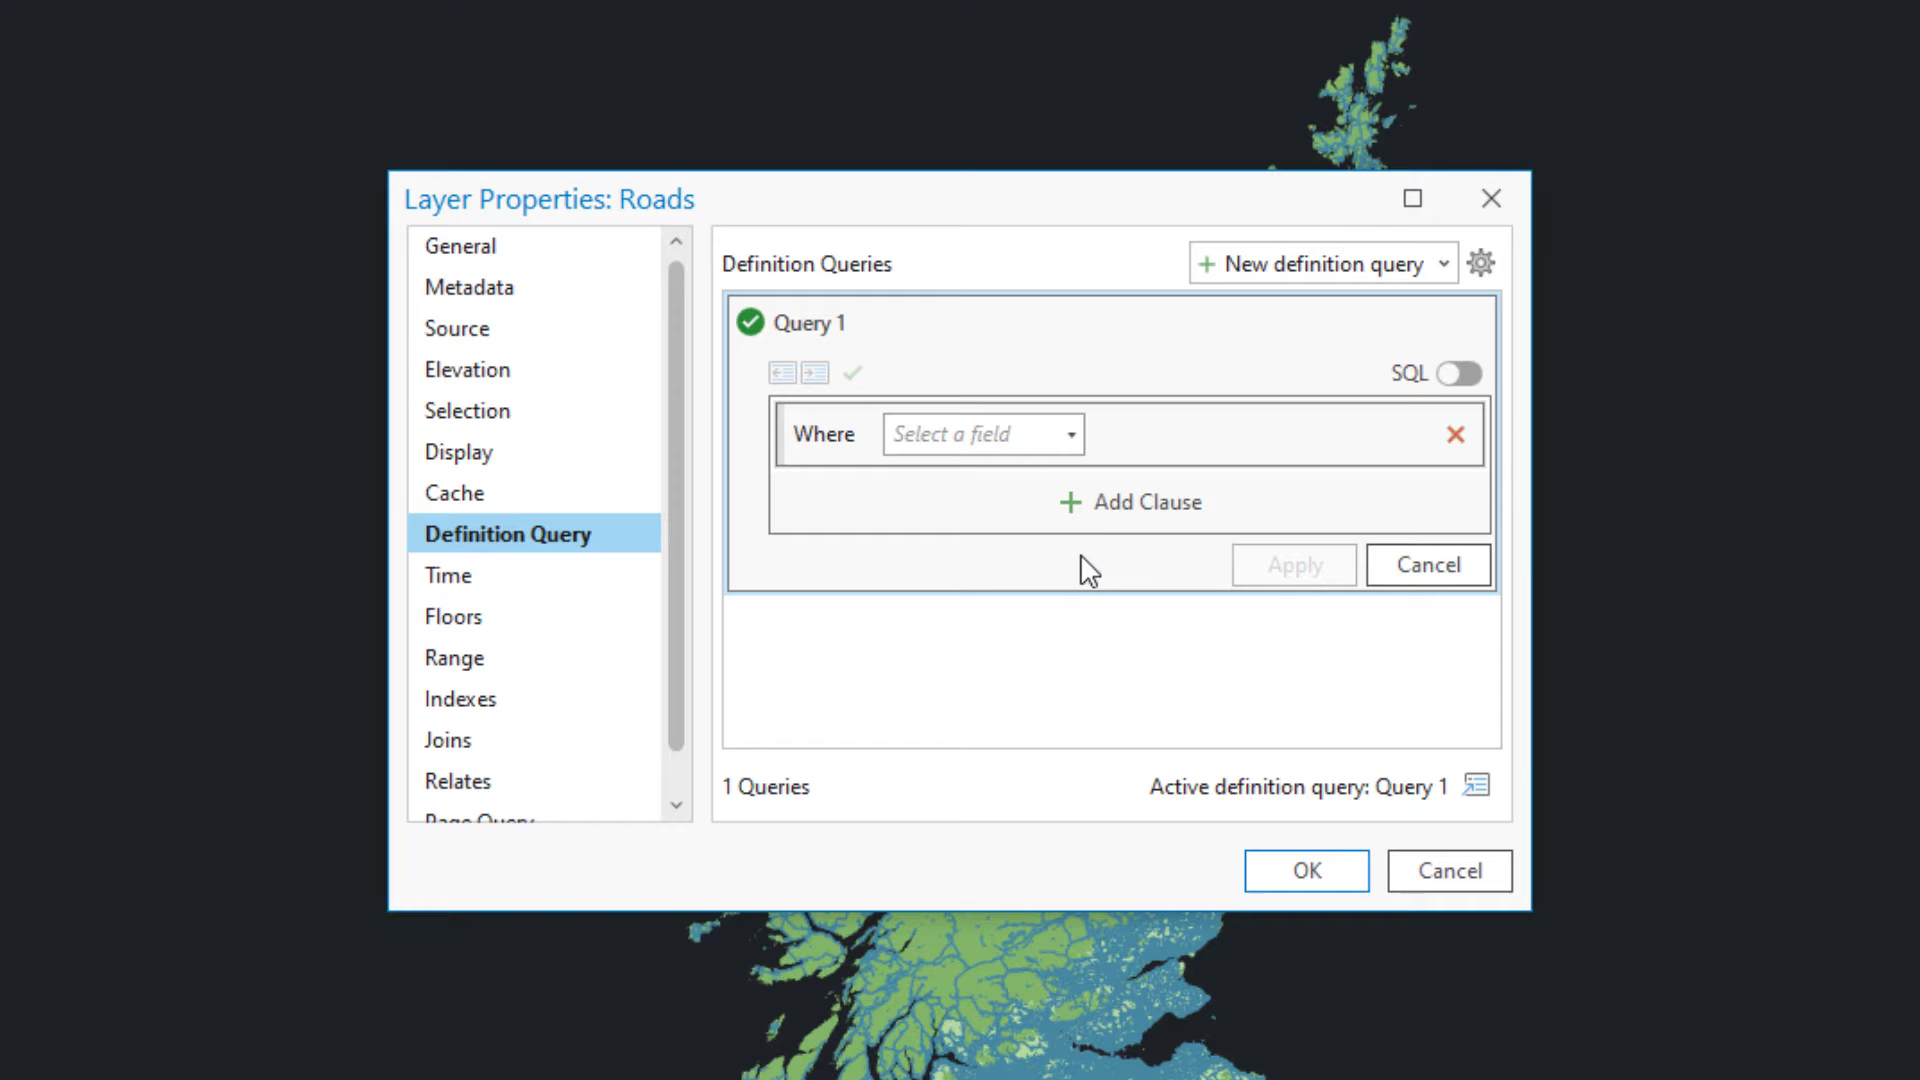 Layer Properties: Roads
General
Metadata
Source
Elevation
Selection
Display
Cache
Definition Query
Time
Floors
Range
Indexes
Joins
Relates
Page Query
Definition Queries
New definition query
Query 1
SQL
Where
Select a field
Add Clause
Apply
Cancel
1 Queries
Active definition query: Query 1
OK
Cancel